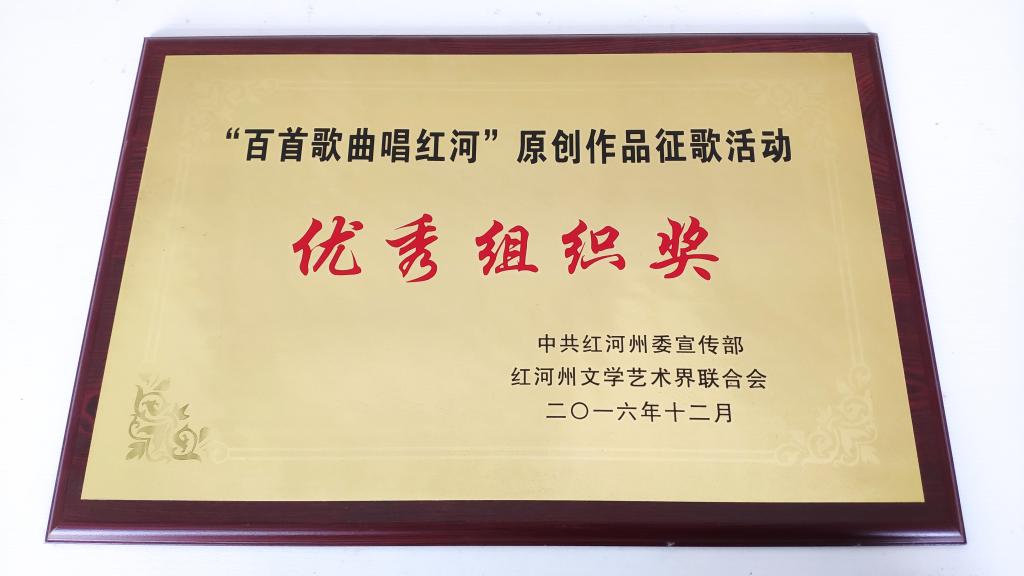 “百首歌曲唱红河”原创作品征歌活动
优秀组织奖
中共红河州委宣传部
红河州文学艺术界联合会
二〇一六年十二月